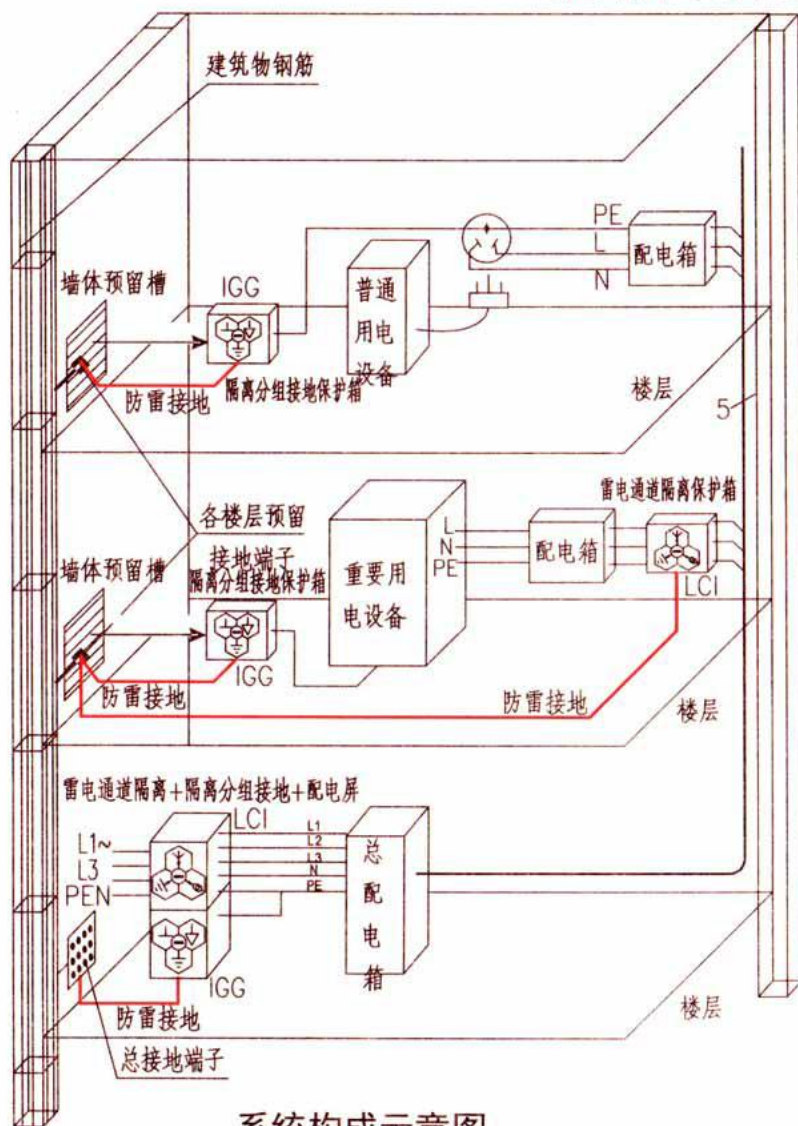 建筑物钢筋
PE
L
N
配电箱
墙体预留槽
IGG
普通
用电
设备
防雷接地
隔离分组接地保护箱
楼层
5
雷电通道隔离保护箱
各楼层预留
接地端子
墙体预留槽
隔离分组接地保护箱
L
N
PE
重要用
电设备
配电箱
LCI
IGG
防雷接地
防雷接地
楼层
雷电通道隔离+隔离分组接地+配电屏
LCI
L1~
L3
PEN
L1
L2
L3
N
PE
总
配
电
箱
IGG
防雷接地
楼层
总接地端子
系统构成示意图